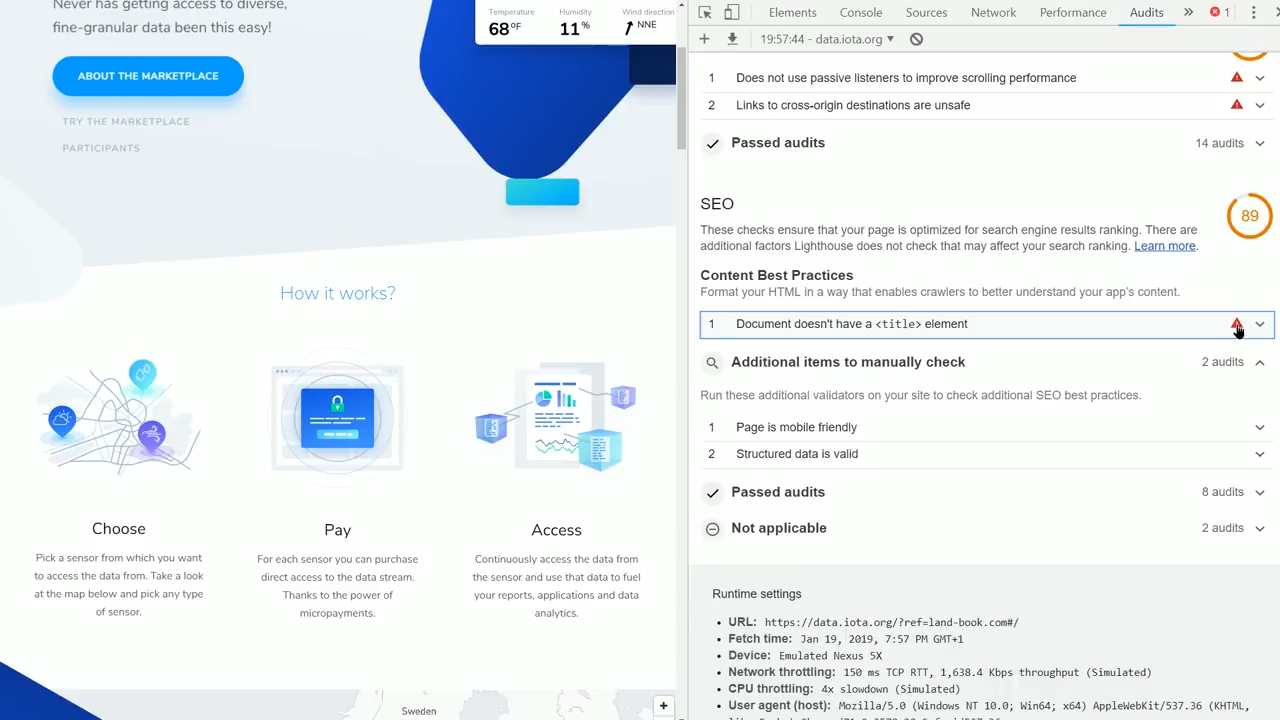 Never has getting access to diverse,
fine-granular data been this easy!
ABOUT THE MARKETPLACE
TRY THE MARKETPLACE
PARTICIPANTS
Temperature Humidity Wind direction
68°F 11% NNE
How it works?
Choose
Pick a sensor from which you want
to access the data from. Take a look
at the map below and pick any type
of sensor.
Pay
For each sensor you can purchase
direct access to the data stream.
Thanks to the power of
micropayments.
Access
Continuously access the data from
the sensor and use that data to fuel
your reports, applications and data
analytics.
Sweden
+
Elements Console Sources Network Performance Audits » 1
19:57:44 - data.iota.org
1 Does not use passive listeners to improve scrolling performance
2 Links to cross-origin destinations are unsafe
Passed audits 14 audits
SEO
89
These checks ensure that your page is optimized for search engine results ranking. There are
additional factors Lighthouse does not check that may affect your search ranking. Learn more.
Content Best Practices
Format your HTML in a way that enables crawlers to better understand your app's content.
1 Document doesn't have a <title> element
Additional items to manually check 2 audits
Run these additional validators on your site to check additional SEO best practices.
1 Page is mobile friendly
2 Structured data is valid
Passed audits 8 audits
Not applicable 2 audits
Runtime settings
• URL: https://data.iota.org/?ref=land-book.com#/
• Fetch time: Jan 19, 2019, 7:57 PM GMT+1
• Device: Emulated Nexus 5X
• Network throttling: 150 ms TCP RTT, 1,638.4 Kbps throughput (Simulated)
• CPU throttling: 4x slowdown (Simulated)
• User agent (host): Mozilla/5.0 (Windows NT 10.0; Win64; x64) AppleWebKit/537.36 (KHTML,